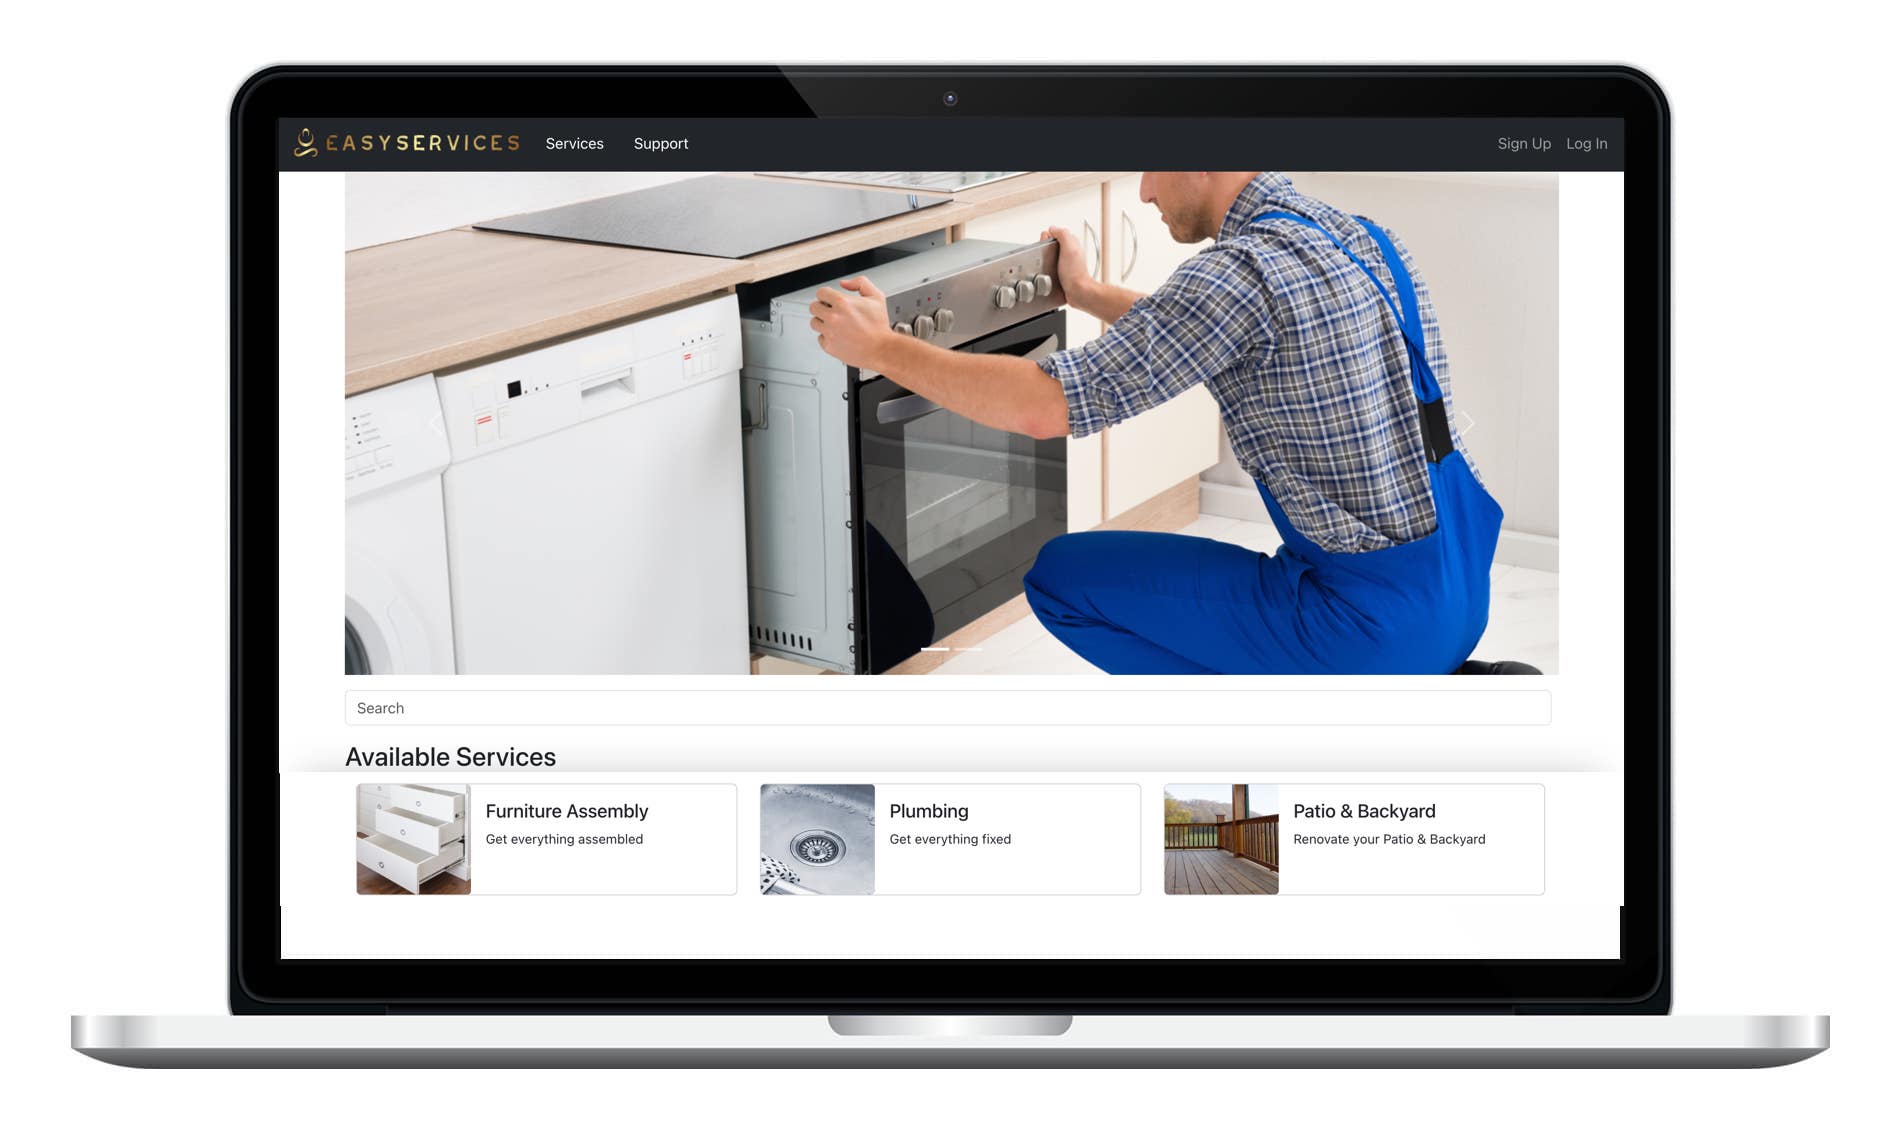 EASYSERVICES
Services
Support
Sign Up
Log In
Search
Available Services
Furniture Assembly
Get everything assembled
Plumbing
Get everything fixed
Patio & Backyard
Renovate your Patio & Backyard